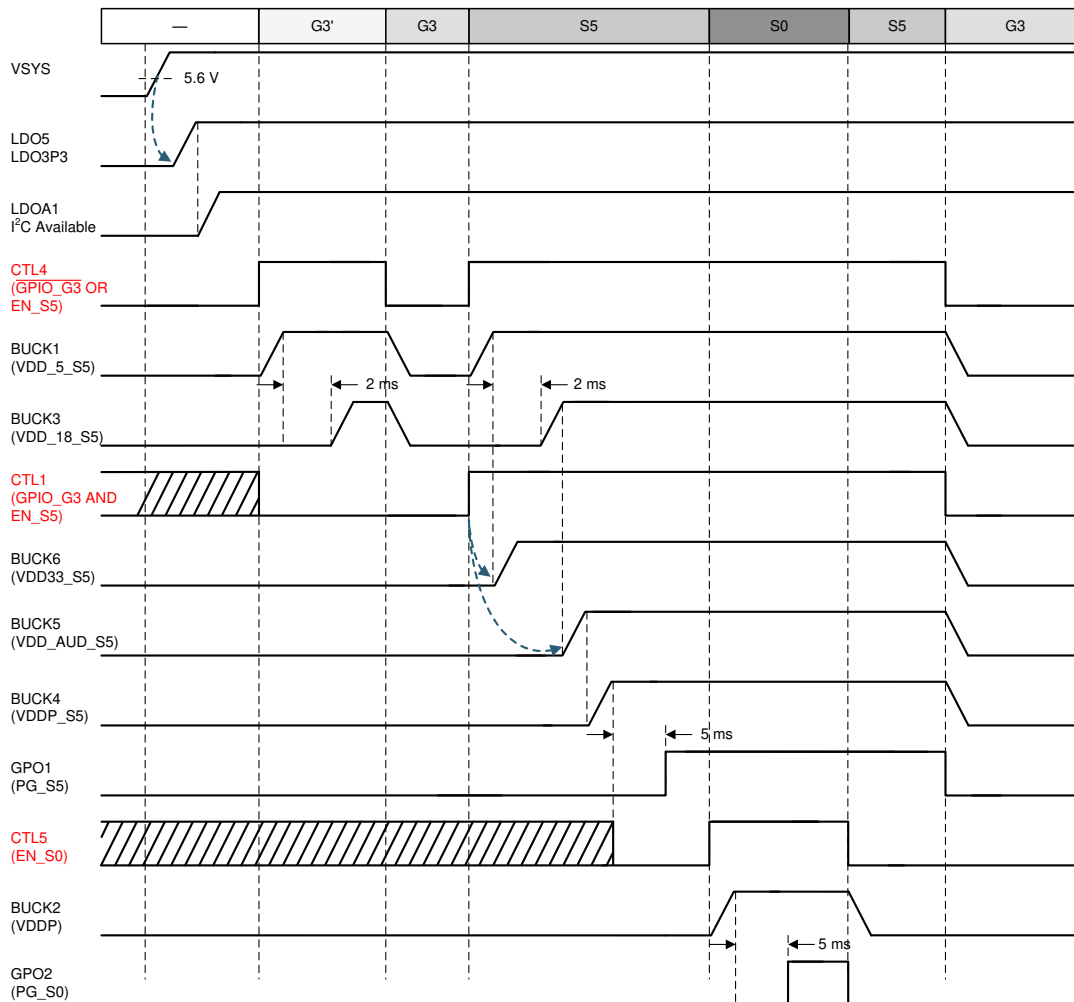 — G3' G3 S5 S0 S5 G3
VSYS
5.6 V
LDO5
LDO3P3
LDOA1
I²C Available
CTL4
(GPIO_G3 OR
EN_S5)
BUCK1
(VDD_5_S5)
2 ms 2 ms
BUCK3
(VDD_18_S5)
CTL1
(GPIO_G3 AND
EN_S5)
BUCK6
(VDD33_S5)
BUCK5
(VDD_AUD_S5)
BUCK4
(VDDP_S5)
5 ms
GPO1
(PG_S5)
CTL5
(EN_S0)
BUCK2
(VDDP)
5 ms
GPO2
(PG_S0)